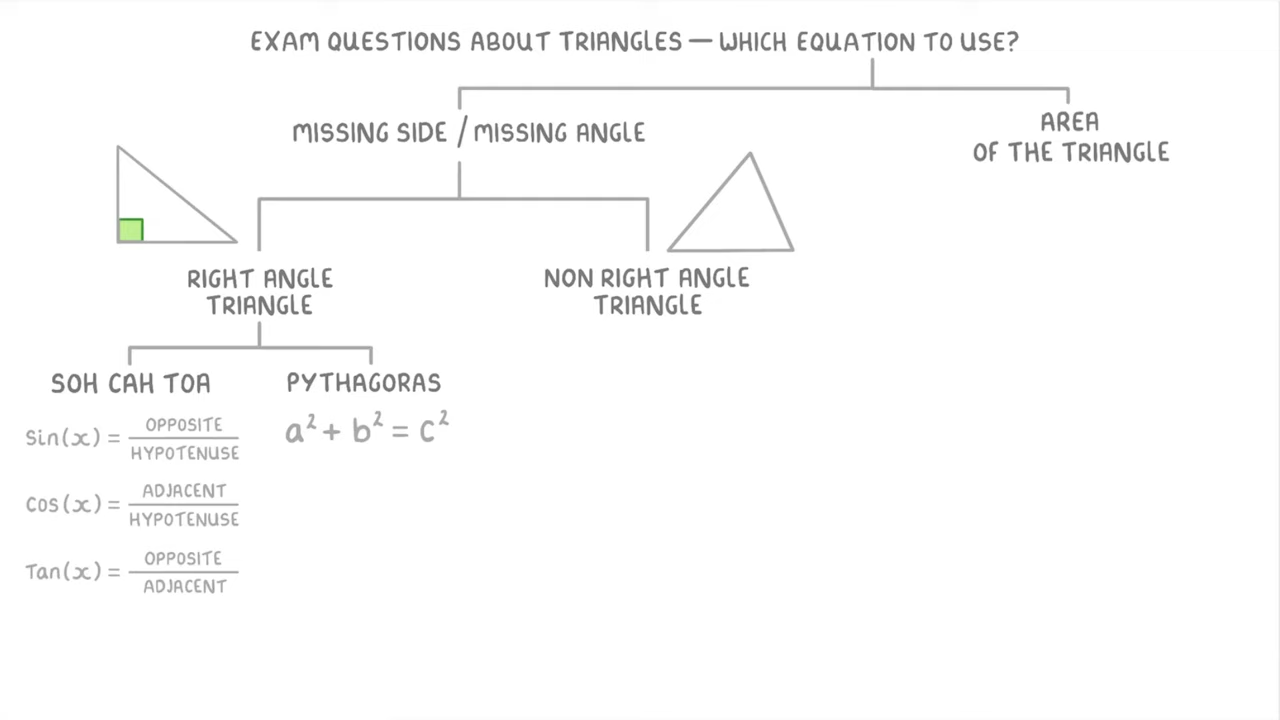 EXAM QUESTIONS ABOUT TRIANGLES — WHICH EQUATION TO USE?
MISSING SIDE / MISSING ANGLE
AREA
OF THE TRIANGLE
RIGHT ANGLE
TRIANGLE
NON RIGHT ANGLE
TRIANGLE
SOH CAH TOA
PYTHAGORAS
Sin(x) = OPPOSITE / HYPOTENUSE
a² + b² = c²
Cos(x) = ADJACENT / HYPOTENUSE
Tan(x) = OPPOSITE / ADJACENT